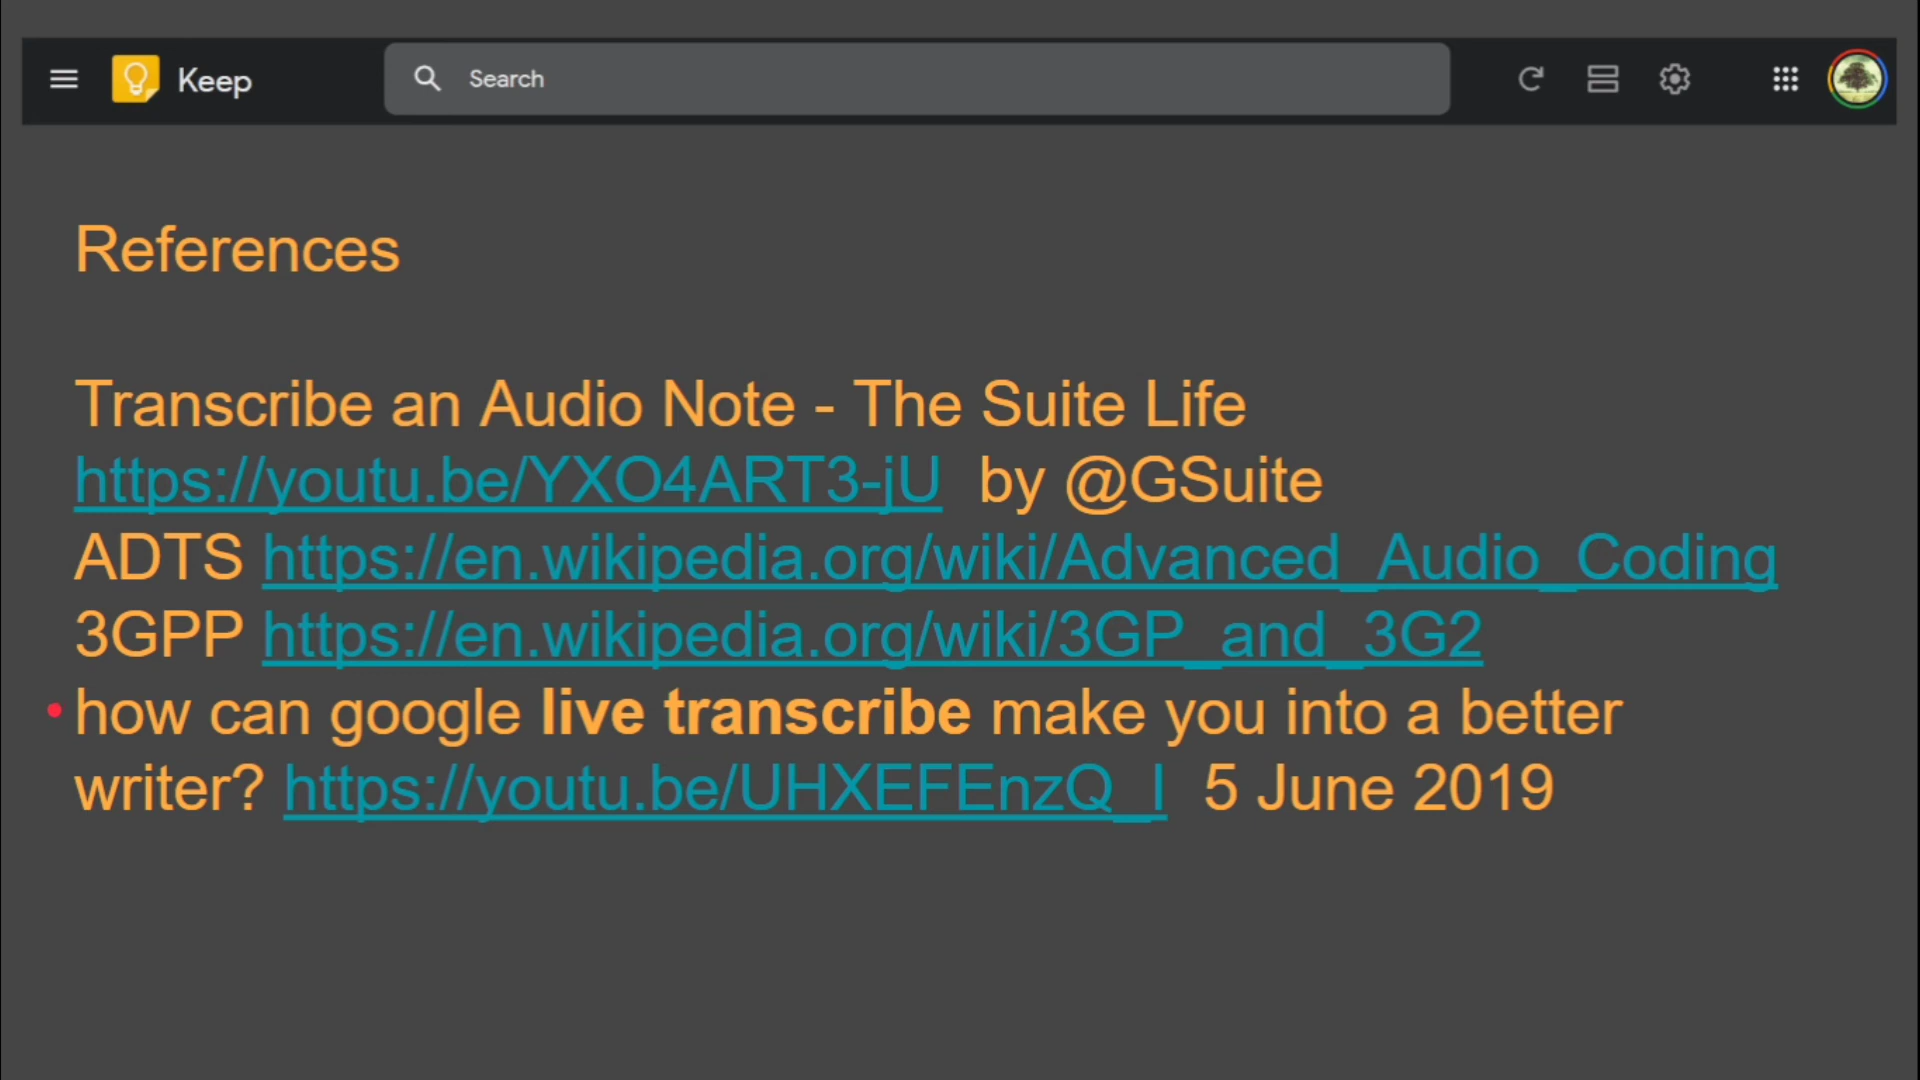 Keep
Search
References
Transcribe an Audio Note - The Suite Life
https://youtu.be/YXO4ART3-jU by @GSuite
ADTS https://en.wikipedia.org/wiki/Advanced_Audio_Coding
3GPP https://en.wikipedia.org/wiki/3GP_and_3G2
how can google live transcribe make you into a better
writer? https://youtu.be/UHXEFEnzQ_I 5 June 2019